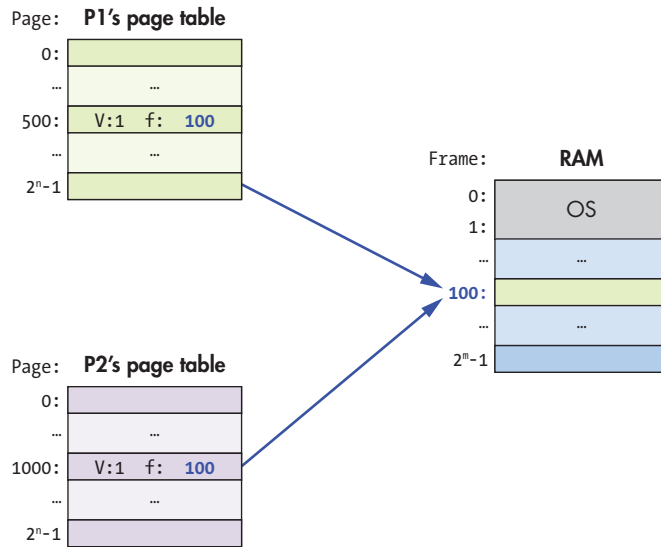 Page: P1's page table
0:
… …
500: V:1 f: 100
… …
2ⁿ-1
Frame: RAM
0: OS
1:
… …
100:
… …
2ᵐ-1
Page: P2's page table
0:
… …
1000: V:1 f: 100
… …
2ⁿ-1